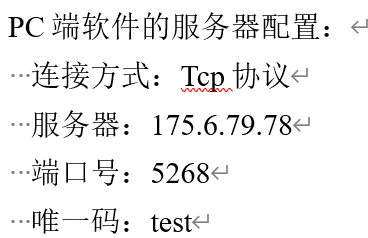 PC 端软件的服务器配置：
连接方式：Tcp 协议
服务器：175.6.79.78
端口号：5268
唯一码：test